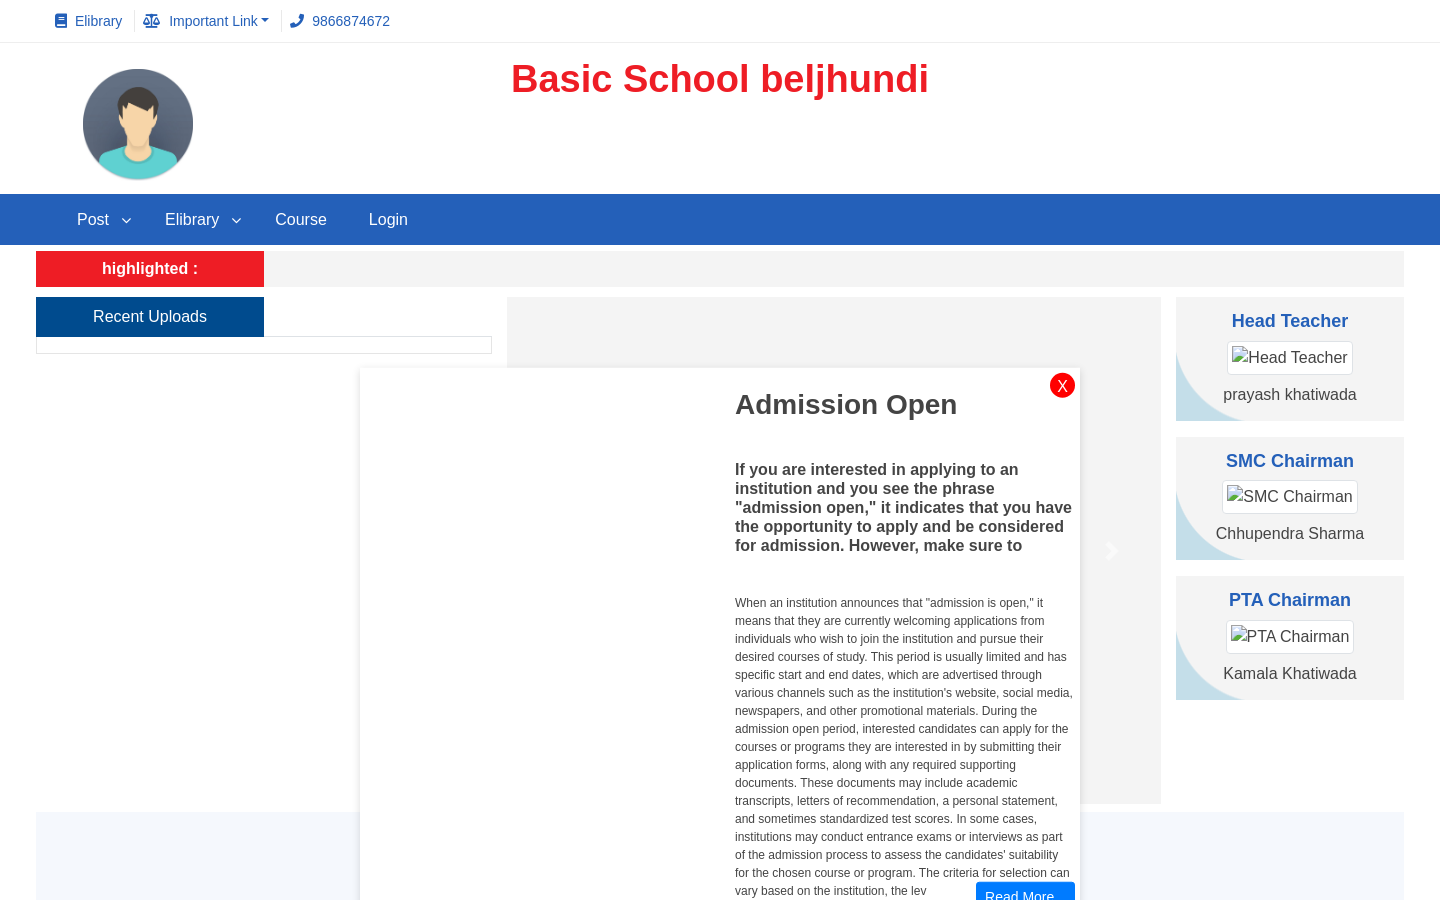 Elibrary
Important Link
9866874672
Basic School beljhundi
Post
Elibrary
Course
Login
highlighted :
Recent Uploads
Head Teacher
Head Teacher
prayash khatiwada
SMC Chairman
SMC Chairman
Chhupendra Sharma
PTA Chairman
PTA Chairman
Kamala Khatiwada
X
Admission Open
If you are interested in applying to an
institution and you see the phrase
"admission open," it indicates that you have
the opportunity to apply and be considered
for admission. However, make sure to
When an institution announces that "admission is open," it
means that they are currently welcoming applications from
individuals who wish to join the institution and pursue their
desired courses of study. This period is usually limited and has
specific start and end dates, which are advertised through
various channels such as the institution's website, social media,
newspapers, and other promotional materials. During the
admission open period, interested candidates can apply for the
courses or programs they are interested in by submitting their
application forms, along with any required supporting
documents. These documents may include academic
transcripts, letters of recommendation, a personal statement,
and sometimes standardized test scores. In some cases,
institutions may conduct entrance exams or interviews as part
of the admission process to assess the candidates' suitability
for the chosen course or program. The criteria for selection can
vary based on the institution, the lev
Read More